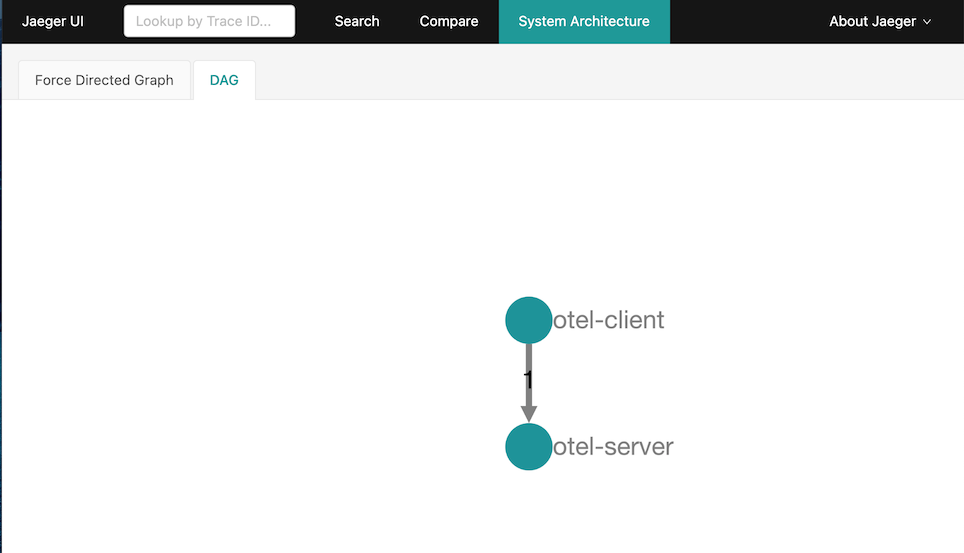 Jaeger UI Lookup by Trace ID... Search Compare System Architecture About Jaeger
Force Directed Graph DAG
otel-client
1
otel-server